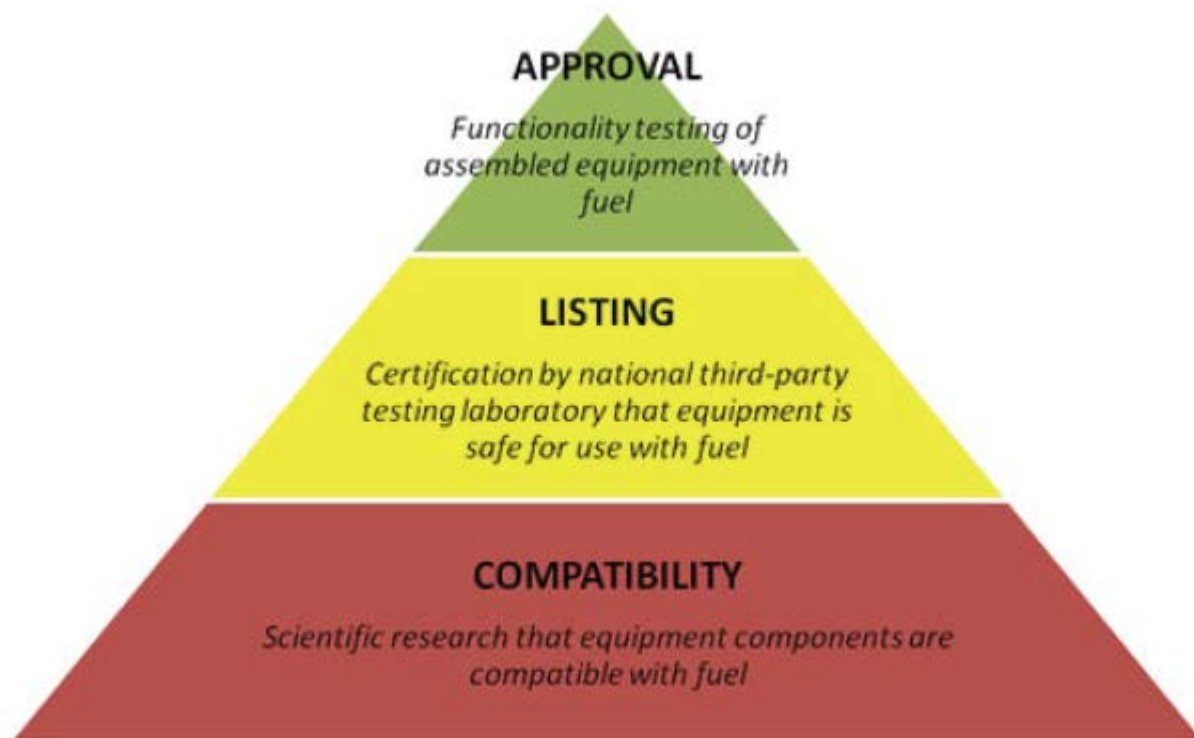 APPROVAL
Functionality testing of
assembled equipment with
fuel
LISTING
Certification by national third-party
testing laboratory that equipment is
safe for use with fuel
COMPATIBILITY
Scientific research that equipment components are
compatible with fuel